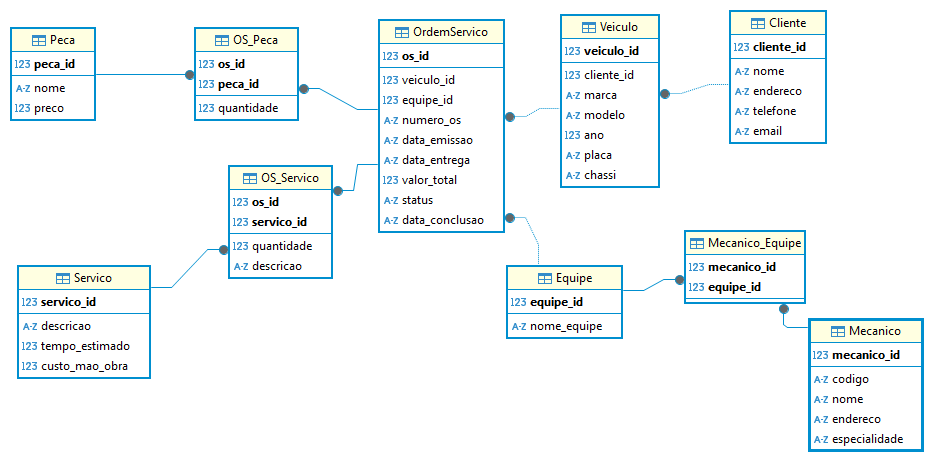 Peca
123 peca_id
A-Z nome
123 preco
OS_Peca
123 os_id
123 peca_id
123 quantidade
OrdemServico
123 os_id
123 veiculo_id
123 equipe_id
A-Z numero_os
A-Z data_emissao
A-Z data_entrega
123 valor_total
A-Z status
A-Z data_conclusao
Veiculo
123 veiculo_id
123 cliente_id
A-Z marca
A-Z modelo
123 ano
A-Z placa
A-Z chassi
Cliente
123 cliente_id
A-Z nome
A-Z endereco
A-Z telefone
A-Z email
OS_Servico
123 os_id
123 servico_id
123 quantidade
A-Z descricao
Servico
123 servico_id
A-Z descricao
123 tempo_estimado
123 custo_mao_obra
Equipe
123 equipe_id
A-Z nome_equipe
Mecanico_Equipe
123 mecanico_id
123 equipe_id
Mecanico
123 mecanico_id
A-Z codigo
A-Z nome
A-Z endereco
A-Z especialidade